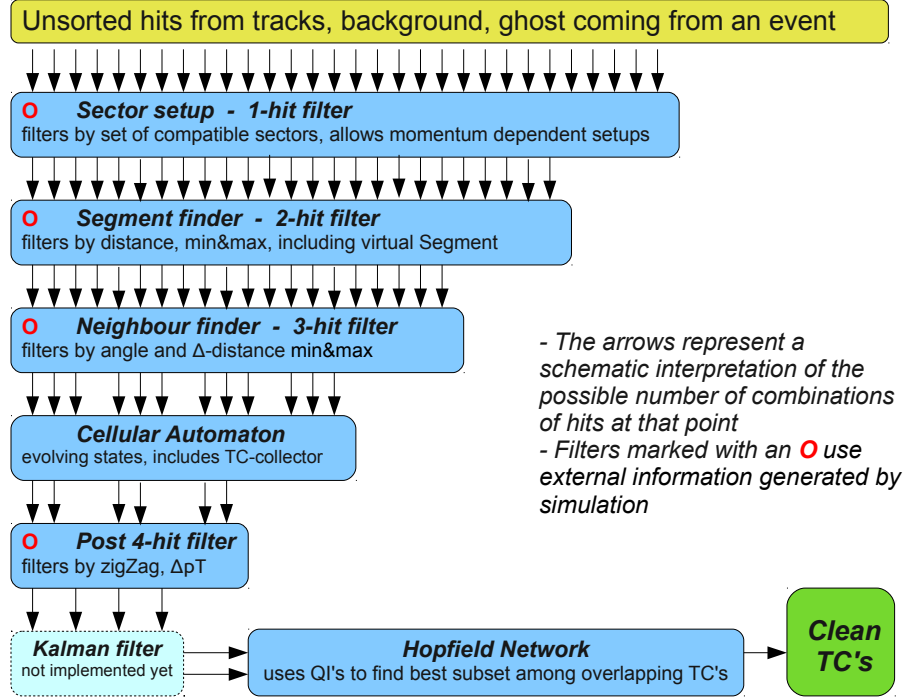 Unsorted hits from tracks, background, ghost coming from an event
O Sector setup - 1-hit filter
filters by set of compatible sectors, allows momentum dependent setups
O Segment finder - 2-hit filter
filters by distance, min&max, including virtual Segment
O Neighbour finder - 3-hit filter
filters by angle and Δ-distance min&max
- The arrows represent a
schematic interpretation of the
possible number of combinations
of hits at that point
- Filters marked with an O use
external information generated by
simulation
Cellular Automaton
evolving states, includes TC-collector
O Post 4-hit filter
filters by zigZag, ΔpT
Kalman filter
not implemented yet
Hopfield Network
uses QI's to find best subset among overlapping TC's
Clean
TC's